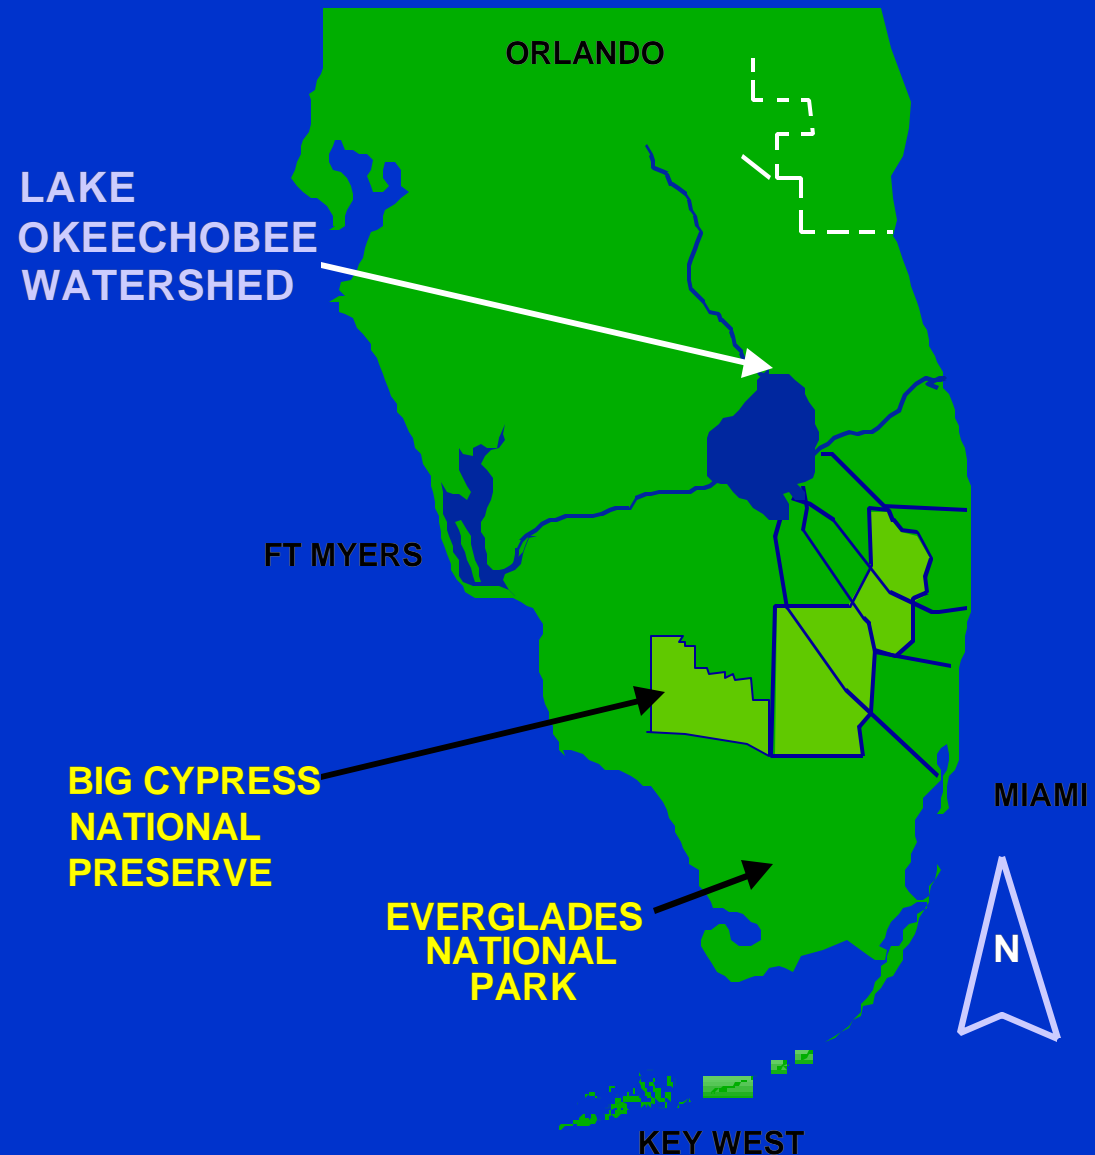 ORLANDO
LAKE
OKEECHOBEE
WATERSHED
FT MYERS
BIG CYPRESS
NATIONAL
PRESERVE
MIAMI
EVERGLADES
NATIONAL
PARK
N
KEY WEST